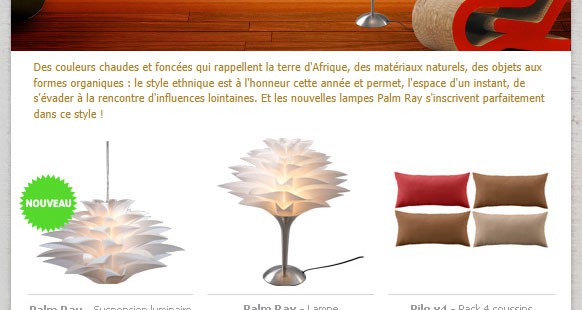 Des couleurs chaudes et foncées qui rappellent la terre d'Afrique, des matériaux naturels, des objets aux
formes organiques : le style ethnique est à l'honneur cette année et permet, l'espace d'un instant, de
s'évader à la rencontre d'influences lointaines. Et les nouvelles lampes Palm Ray s'inscrivent parfaitement
dans ce style !
NOUVEAU
Palm Ray - Suspension luminaire
Palm Ray - Lampe
Pilo x4 - Pack 4 coussins